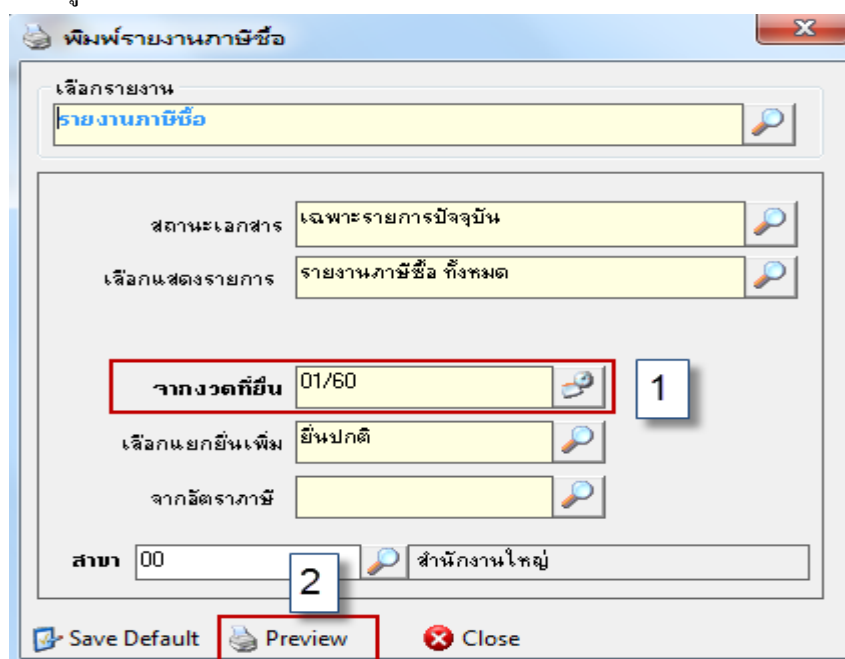 พิมพ์รายงานภาษีซื้อ
เลือกรายงาน
รายงานภาษีซื้อ
สถานะเอกสาร เฉพาะรายการปัจจุบัน
เลือกแสดงรายการ รายงานภาษีซื้อ ทั้งหมด
จากงวดที่ยื่น 01/60 1
เลือกแยกยื่นเพิ่ม ยื่นปกติ
จากอัตราภาษี
สาขา 00 สำนักงานใหญ่
2
Save Default Preview Close